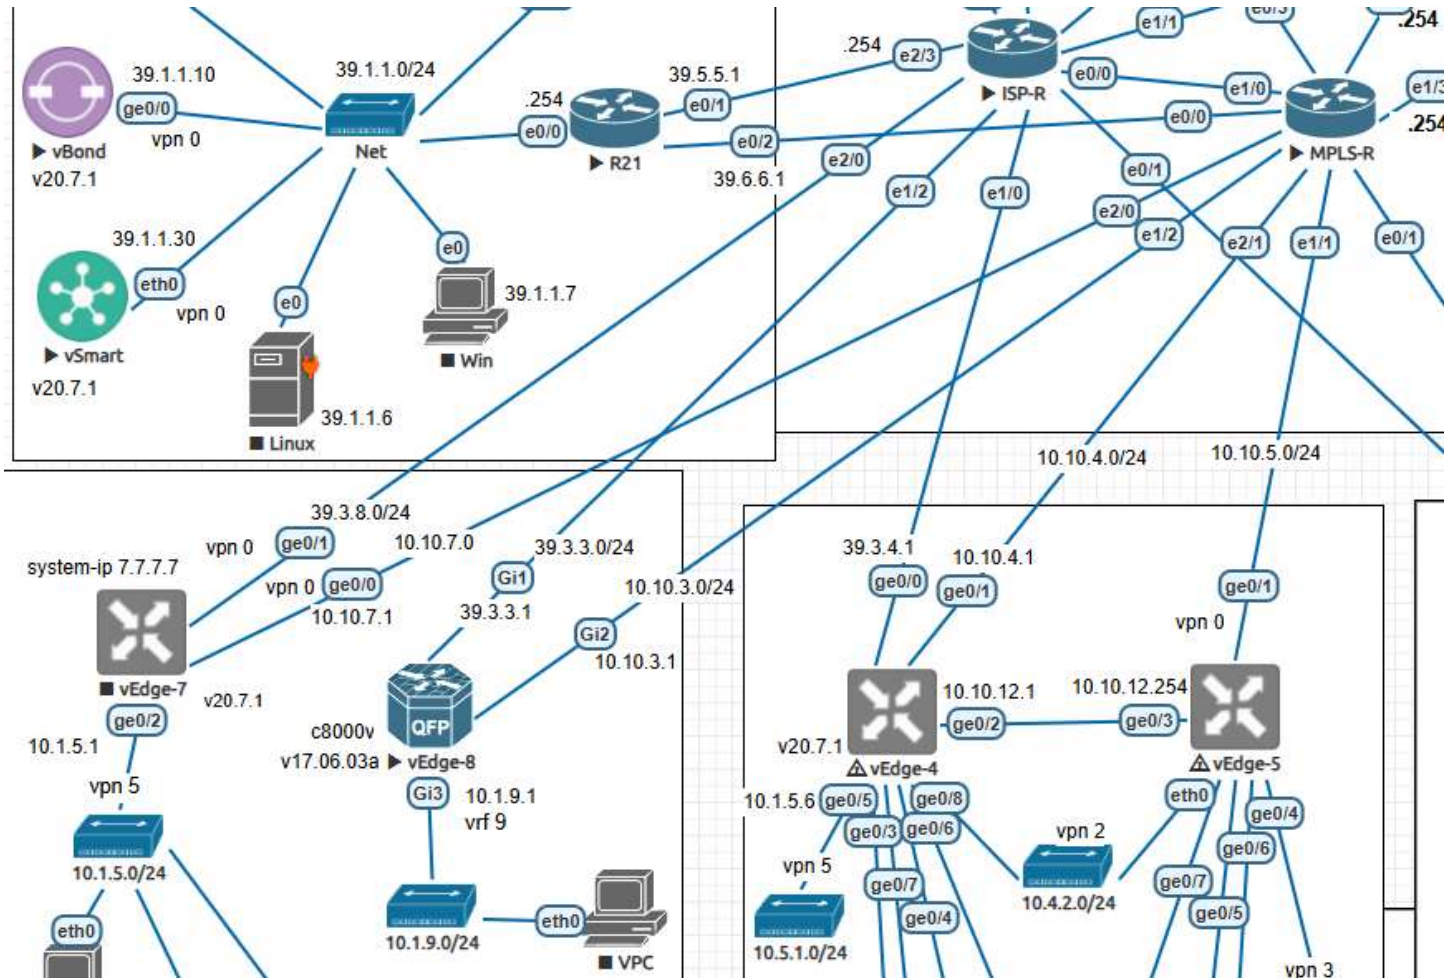 e1/1
e0/3
.254
.254
e2/3
39.1.1.10
39.1.1.0/24
39.5.5.1
ISP-R
e0/0
e1/0
e1/3
ge0/0
.254
e0/1
vpn 0
Net
e0/0
R21
e0/2
e0/0
MPLS-R
.254
vBond
v20.7.1
39.6.6.1
e2/0
e1/2
e1/0
e0/1
e2/0
e1/2
e2/1
e1/1
e0/1
39.1.1.30
eth0
vpn 0
e0
39.1.1.7
e0
vSmart
v20.7.1
Win
39.1.1.6
Linux
10.10.4.0/24
10.10.5.0/24
39.3.8.0/24
vpn 0
ge0/1
10.10.7.0
39.3.3.0/24
39.3.4.1
10.10.4.1
system-ip 7.7.7.7
vpn 0
ge0/0
Gi1
10.10.3.0/24
ge0/0
ge0/1
ge0/1
10.10.7.1
39.3.3.1
Gi2
vpn 0
10.10.3.1
vEdge-7
v20.7.1
ge0/2
10.1.5.1
vpn 5
QFP
c8000v
v17.06.03a
vEdge-8
10.10.12.1
10.10.12.254
ge0/2
ge0/3
v20.7.1
vEdge-4
vEdge-5
Gi3
10.1.9.1
vrf 9
10.1.5.6
ge0/5
ge0/8
eth0
ge0/4
ge0/3
ge0/6
vpn 2
ge0/6
10.1.5.0/24
vpn 5
ge0/7
ge0/7
10.4.2.0/24
eth0
10.1.9.0/24
eth0
VPC
ge0/4
ge0/5
10.5.1.0/24
vpn 3